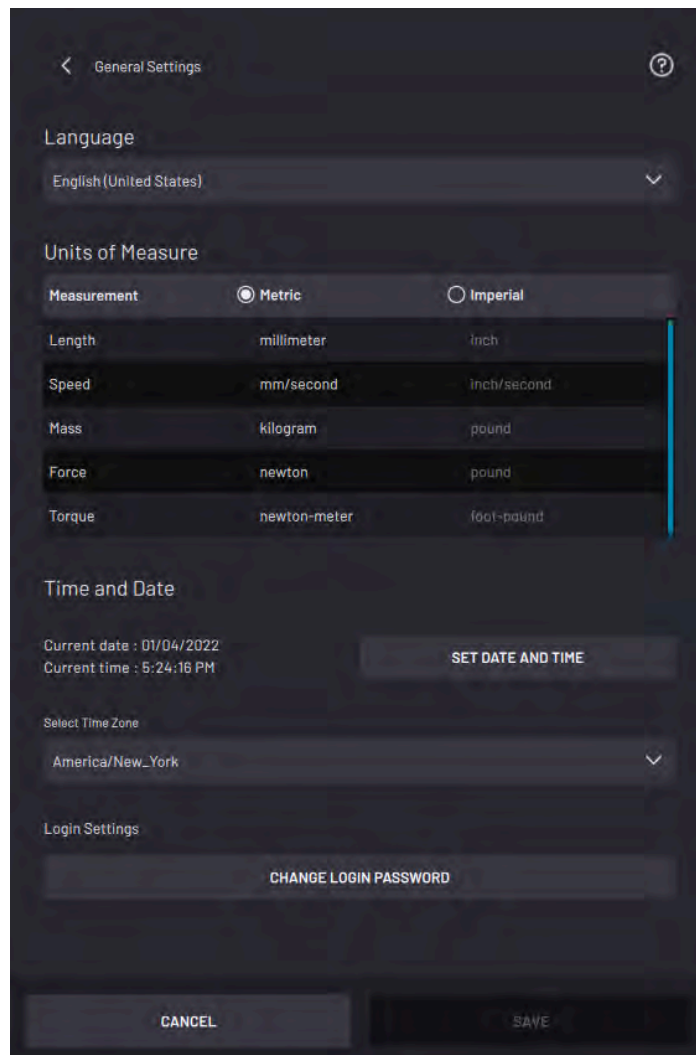 General Settings
Language
English (United States)
Units of Measure
Measurement Metric Imperial
Length millimeter inch
Speed mm/second inch/second
Mass kilogram pound
Force newton pound
Torque newton-meter foot-pound
Time and Date
Current date : 01/04/2022
Current time : 5:24:16 PM
SET DATE AND TIME
Select Time Zone
America/New_York
Login Settings
CHANGE LOGIN PASSWORD
CANCEL SAVE